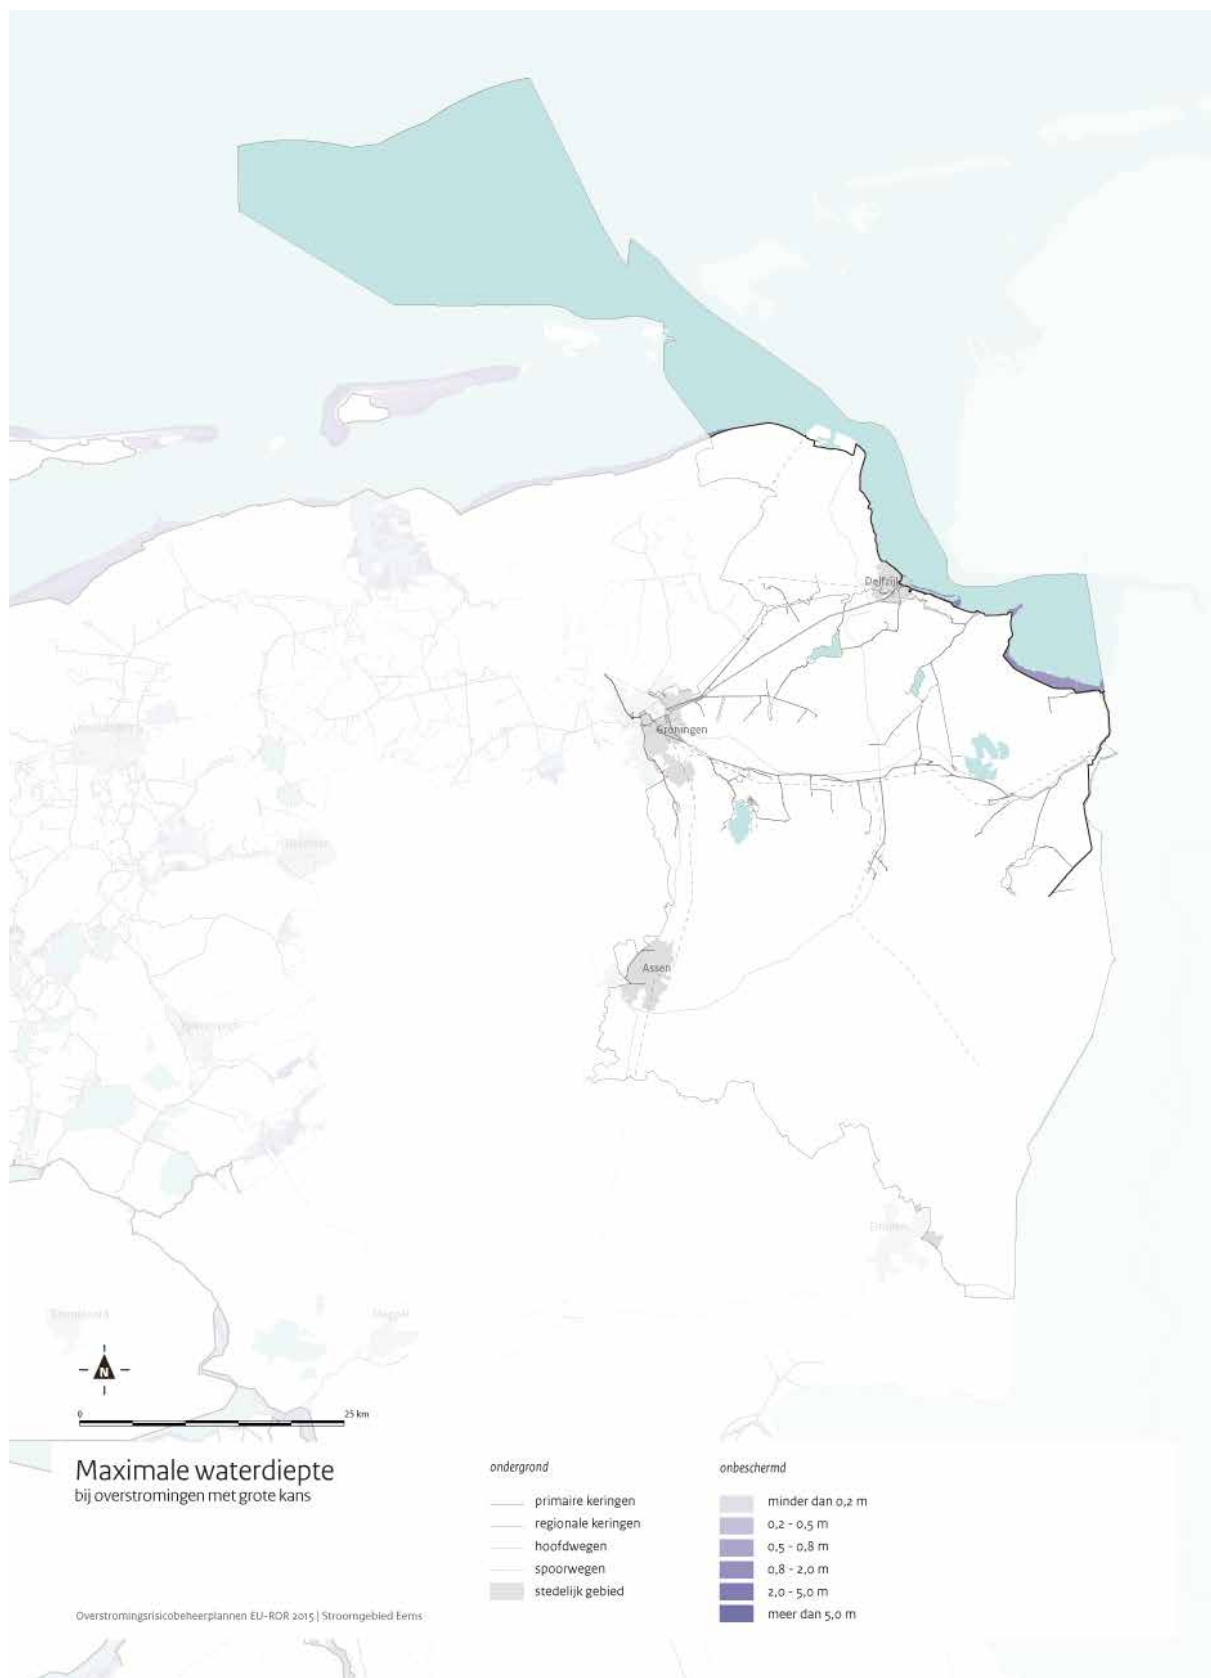 Delfzijl
Groningen
Assen
Emmen
Meppel
N
0
25 km
Maximale waterdiepte
bij overstromingen met grote kans
Overstromingsrisicobeheerplannen EU-ROR 2015 | Stroomgebied Eems
ondergrond
primaire keringen
regionale keringen
hoofdwegen
spoorwegen
stedelijk gebied
onbeschermd
minder dan 0,2 m
0,2 - 0,5 m
0,5 - 0,8 m
0,8 - 2,0 m
2,0 - 5,0 m
meer dan 5,0 m